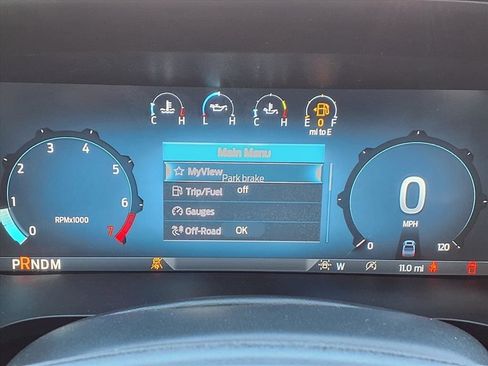 C H L H C H E 0 F
mi to E
Main Menu
MyView
Park brake
Trip/Fuel off
Gauges
Off-Road OK
0 1 2 3 4 5 6 7
RPMx1000
0
MPH
0 120
PRNDM W 11.0 mi